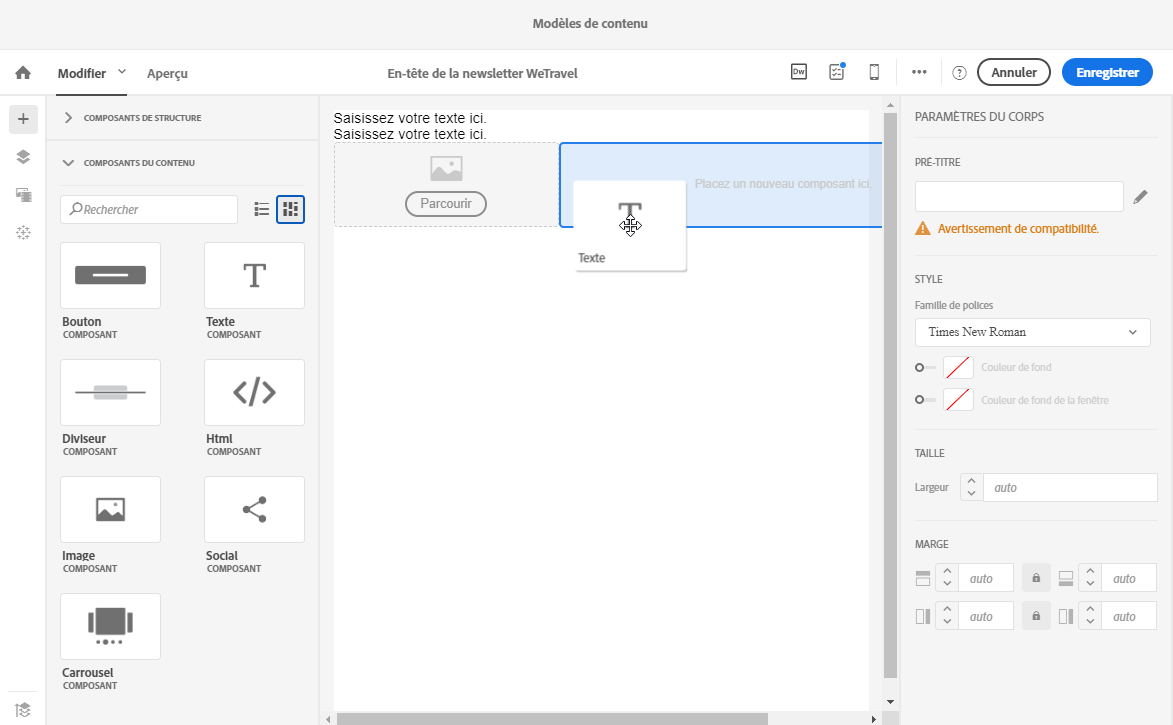 Modèles de contenu
Modifier
Aperçu
En-tête de la newsletter WeTravel
Dw
Annuler
Enregistrer
COMPOSANTS DE STRUCTURE
COMPOSANTS DU CONTENU
Rechercher
Bouton
COMPOSANT
Texte
COMPOSANT
Diviseur
COMPOSANT
Html
COMPOSANT
Image
COMPOSANT
Social
COMPOSANT
Carrousel
COMPOSANT
Saisissez votre texte ici.
Saisissez votre texte ici.
Parcourir
Placez un nouveau composant ici.
Texte
PARAMÈTRES DU CORPS
PRÉ-TITRE
Avertissement de compatibilité.
STYLE
Famille de polices
Times New Roman
Couleur de fond
Couleur de fond de la fenêtre
TAILLE
Largeur
auto
MARGE
auto
auto
auto
auto